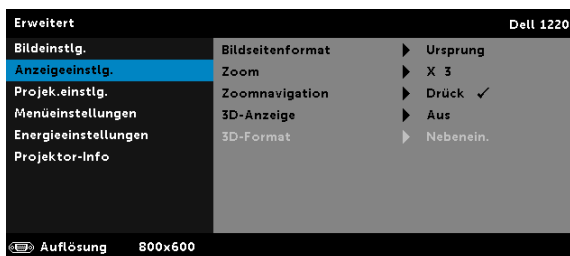 Erweitert Dell 1220
Bildeinstlg. Bildseitenformat Ursprung
Anzeigeeinstlg. Zoom X 3
Projek.einstlg. Zoomnavigation Drück ✓
Menüeinstellungen 3D-Anzeige Aus
Energieeinstellungen 3D-Format Nebenein.
Projektor-Info
Auflösung 800x600